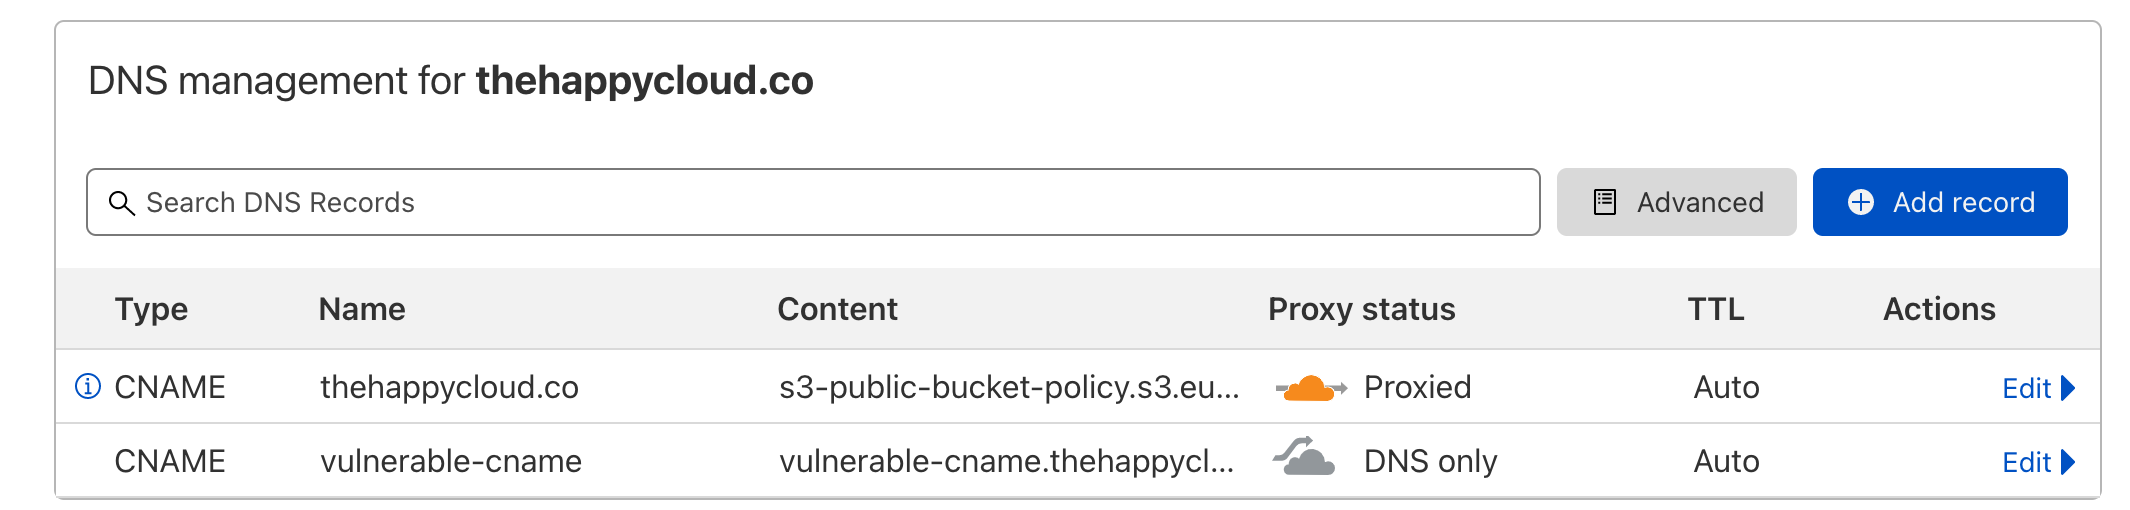 DNS management for thehappycloud.co
Search DNS Records
Advanced
Add record
Type Name Content Proxy status TTL Actions
CNAME thehappycloud.co s3-public-bucket-policy.s3.eu... Proxied Auto Edit
CNAME vulnerable-cname vulnerable-cname.thehappycl... DNS only Auto Edit